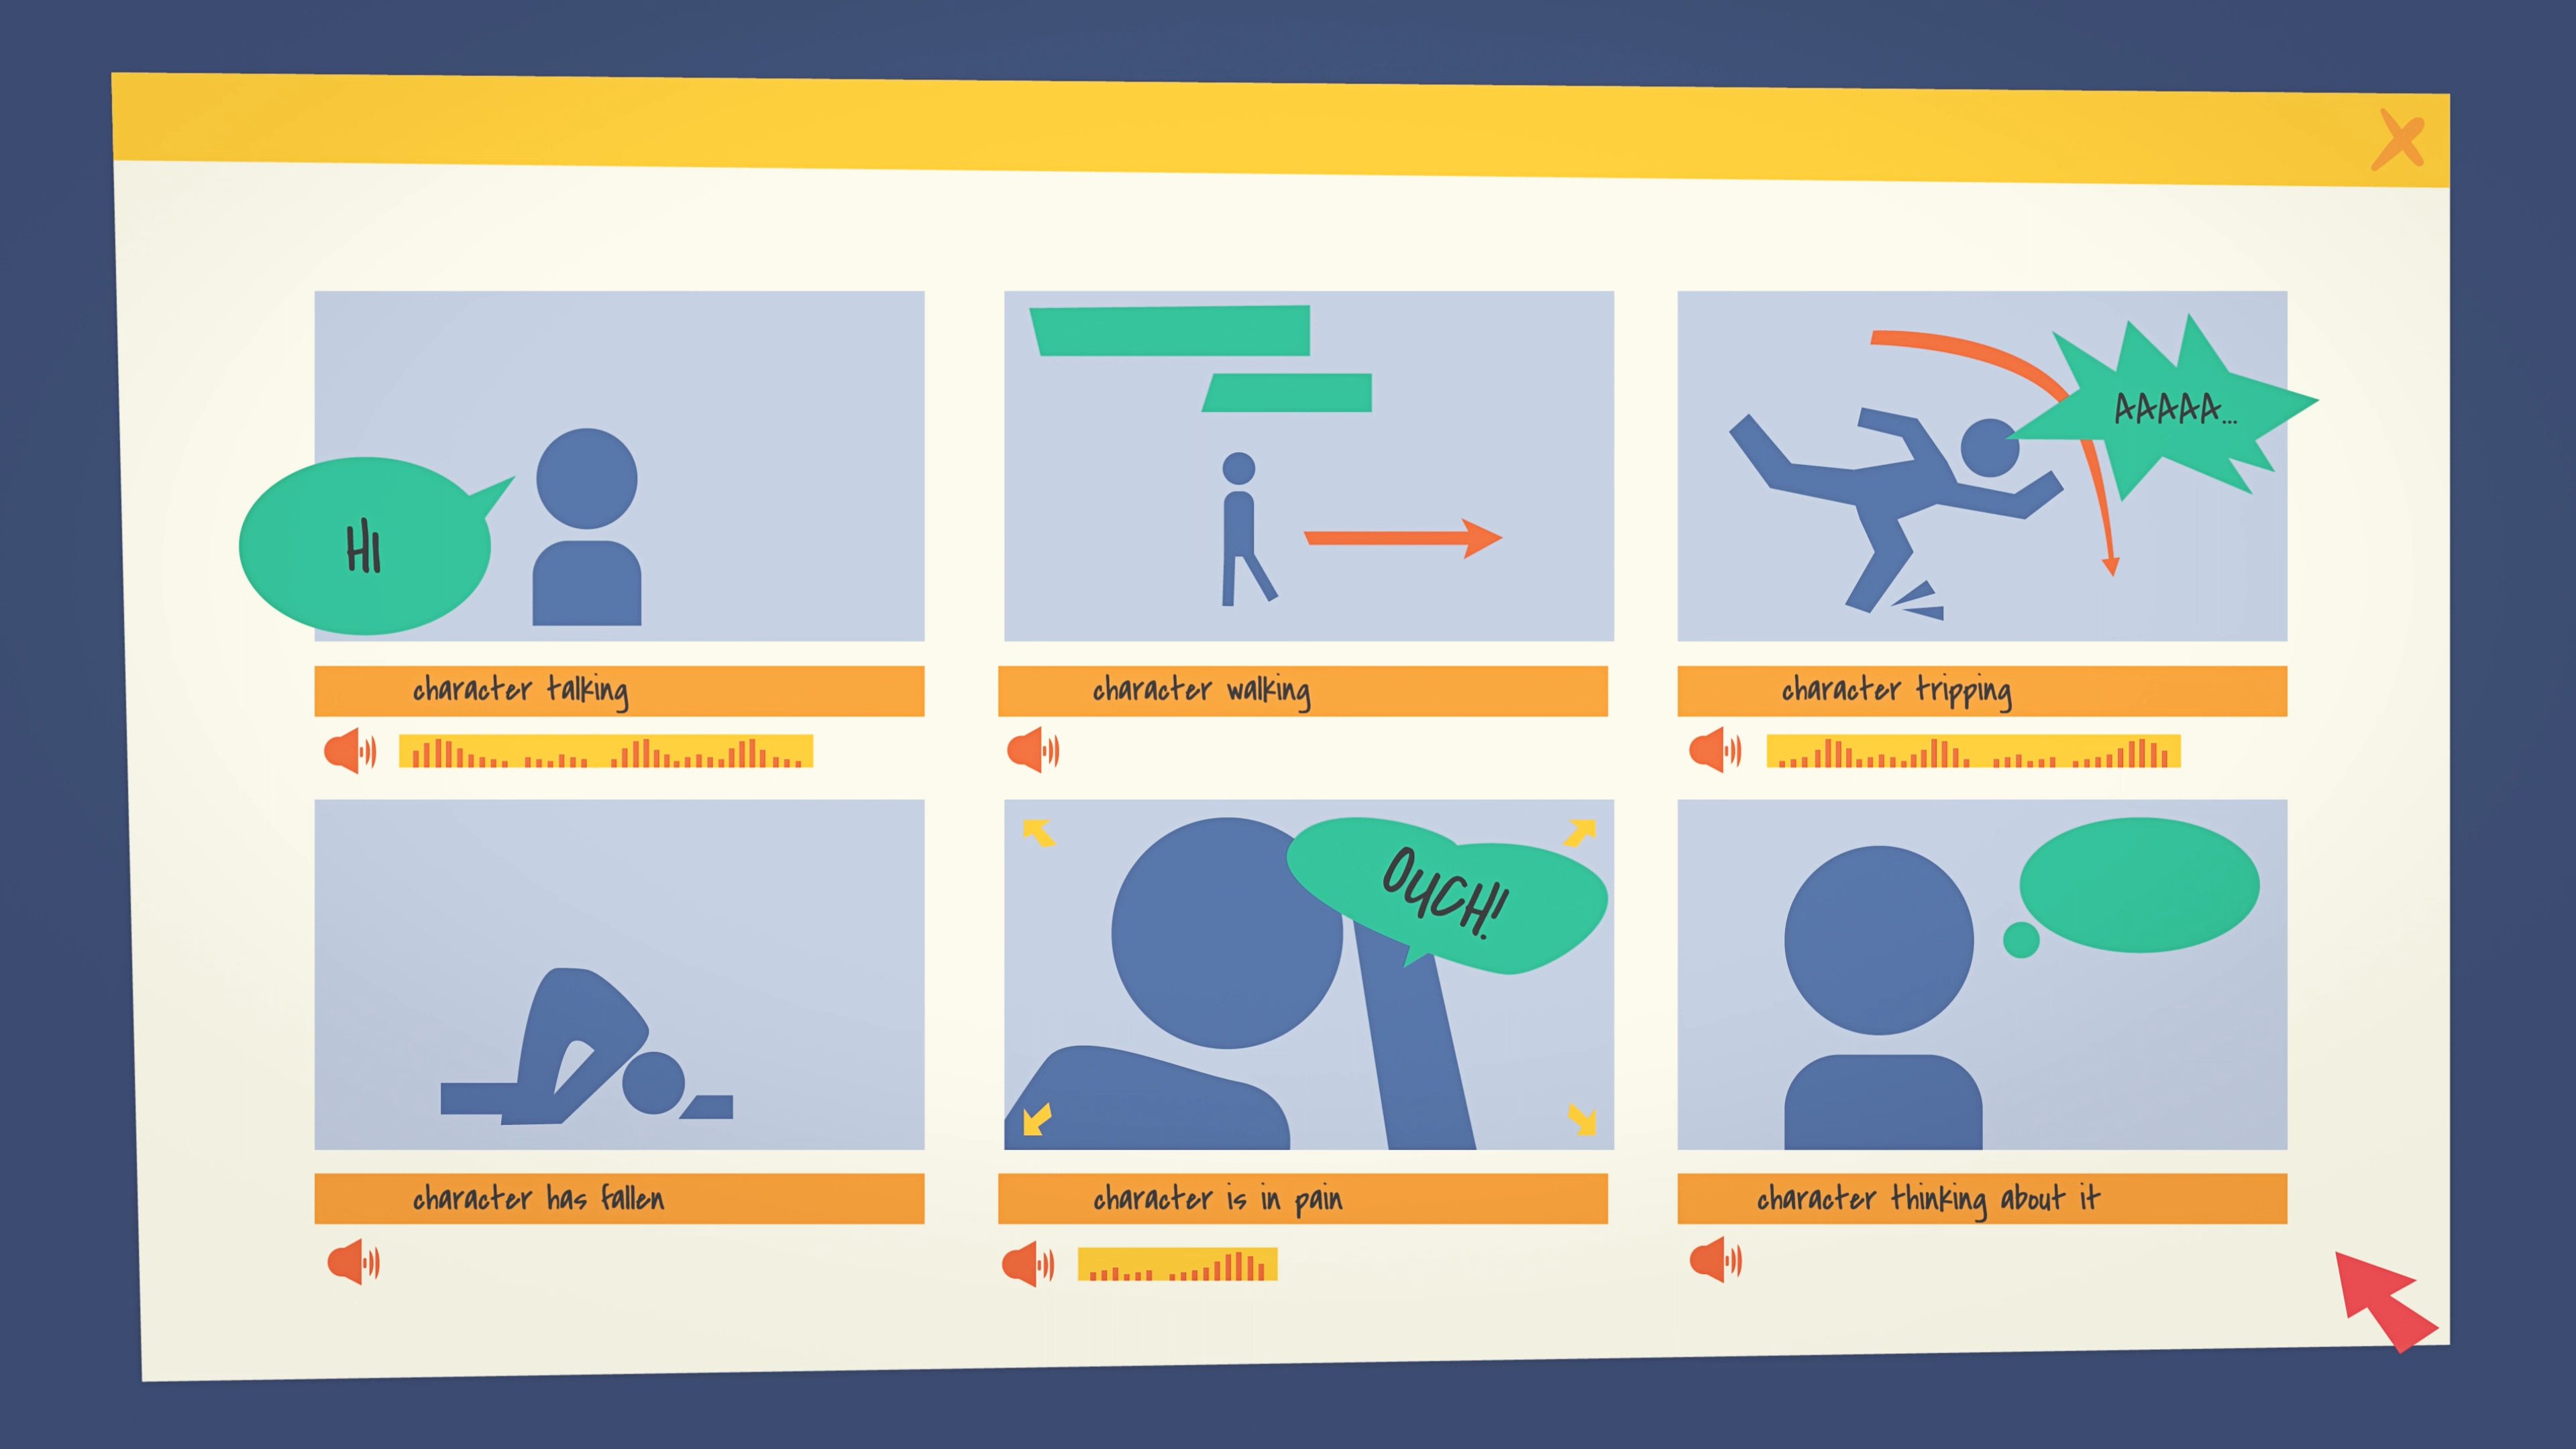 HI
AAAAA...
character talking
character walking
character tripping
OUCH!
character has fallen
character is in pain
character thinking about it